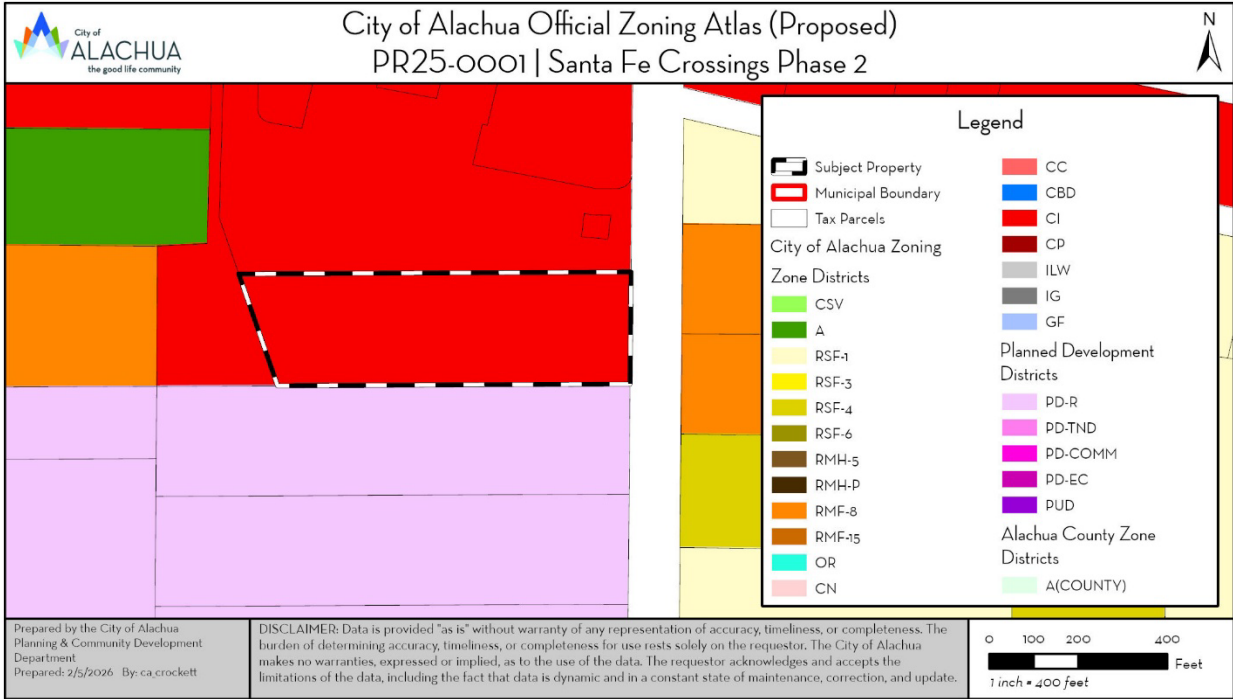 City of
ALACHUA
the good life community
City of Alachua Official Zoning Atlas (Proposed)
PR25-0001 | Santa Fe Crossings Phase 2
N
Legend
Subject Property
Municipal Boundary
Tax Parcels
City of Alachua Zoning
Zone Districts
CSV
A
RSF-1
RSF-3
RSF-4
RSF-6
RMH-5
RMH-P
RMF-8
RMF-15
OR
CN
CC
CBD
CI
CP
ILW
IG
GF
Planned Development
Districts
PD-R
PD-TND
PD-COMM
PD-EC
PUD
Alachua County Zone
Districts
A(COUNTY)
Prepared by the City of Alachua
Planning & Community Development
Department
Prepared: 2/5/2026 By: ca_crockett
DISCLAIMER: Data is provided "as is" without warranty of any representation of accuracy, timeliness, or completeness. The
burden of determining accuracy, timeliness, or completeness for use rests solely on the requestor. The City of Alachua
makes no warranties, expressed or implied, as to the use of the data. The requestor acknowledges and accepts the
limitations of the data, including the fact that data is dynamic and in a constant state of maintenance, correction, and update.
0 100 200 400
Feet
1 inch = 400 feet